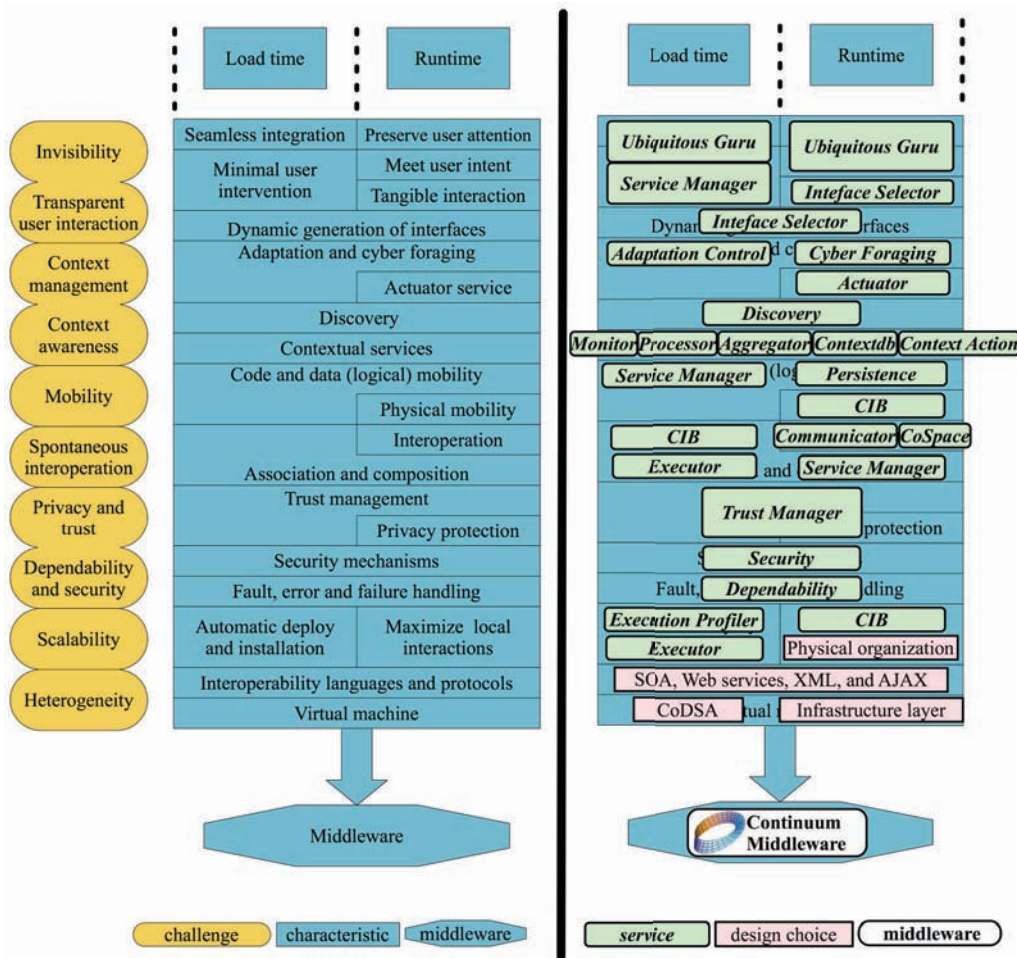 Load time
Runtime
Invisibility
Transparent
user interaction
Context
management
Context
awareness
Mobility
Spontaneous
interoperation
Privacy and
trust
Dependability
and security
Scalability
Heterogeneity
Seamless integration
Preserve user attention
Minimal user
intervention
Meet user intent
Tangible interaction
Dynamic generation of interfaces
Adaptation and cyber foraging
Actuator service
Discovery
Contextual services
Code and data (logical) mobility
Physical mobility
Interoperation
Association and composition
Trust management
Privacy protection
Security mechanisms
Fault, error and failure handling
Automatic deploy
and installation
Maximize local
interactions
Interoperability languages and protocols
Virtual machine
Middleware
challenge
characteristic
middleware
Load time
Runtime
Ubiquitous Guru
Ubiquitous Guru
Service Manager
Inteface Selector
Inteface Selector
Adaptation Control
Cyber Foraging
Actuator
Discovery
Monitor
Processor
Aggregator
Contextdb
Context Action
Service Manager
Persistence
CIB
CIB
Communicator
CoSpace
Executor
and
Service Manager
Trust Manager
protection
Security
Fault,
Dependability
Execution Profiler
CIB
Executor
Physical organization
SOA, Web services, XML, and AJAX
CoDSA
Infrastructure layer
Continuum
Middleware
service
design choice
middleware